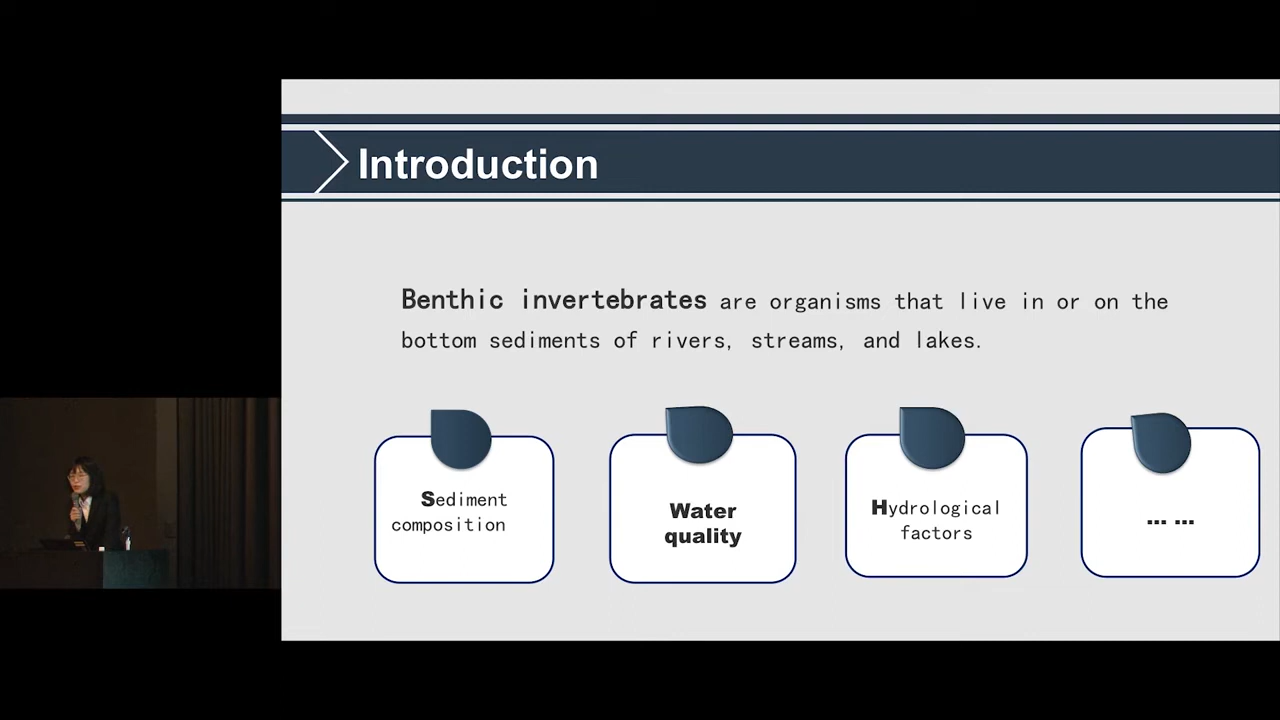 Introduction
Benthic invertebrates are organisms that live in or on the
bottom sediments of rivers, streams, and lakes.
Sediment
composition
Water
quality
Hydrological
factors
... ...